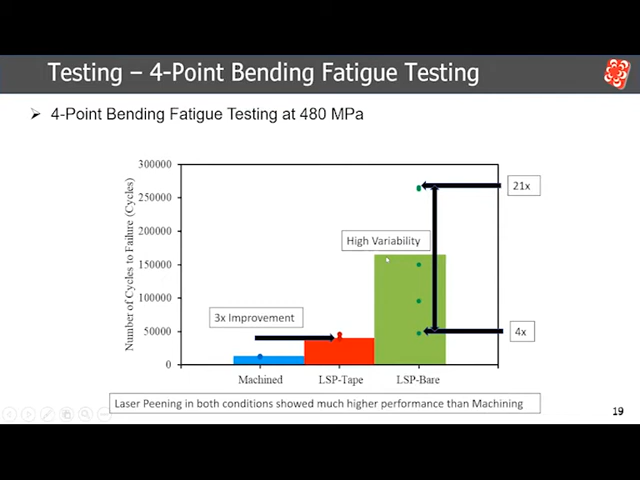 Testing – 4-Point Bending Fatigue Testing
➢ 4-Point Bending Fatigue Testing at 480 MPa
Number of Cycles to Failure (Cycles)
300000
250000
200000
150000
100000
50000
0
21x
High Variability
3x Improvement
4x
Machined LSP-Tape LSP-Bare
Laser Peening in both conditions showed much higher performance than Machining
19